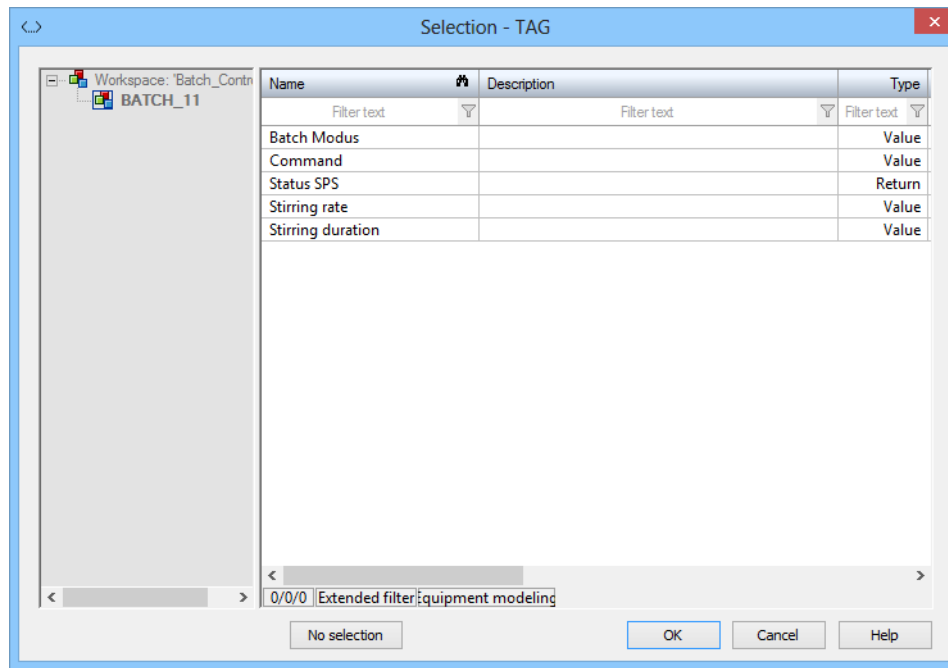 Selection - TAG
Workspace: 'Batch_Contr
BATCH_11
Name Description Type
Filter text Filter text Filter text
Batch Modus Value
Command Value
Status SPS Return
Stirring rate Value
Stirring duration Value
0/0/0 Extended filter Equipment modeling
No selection OK Cancel Help